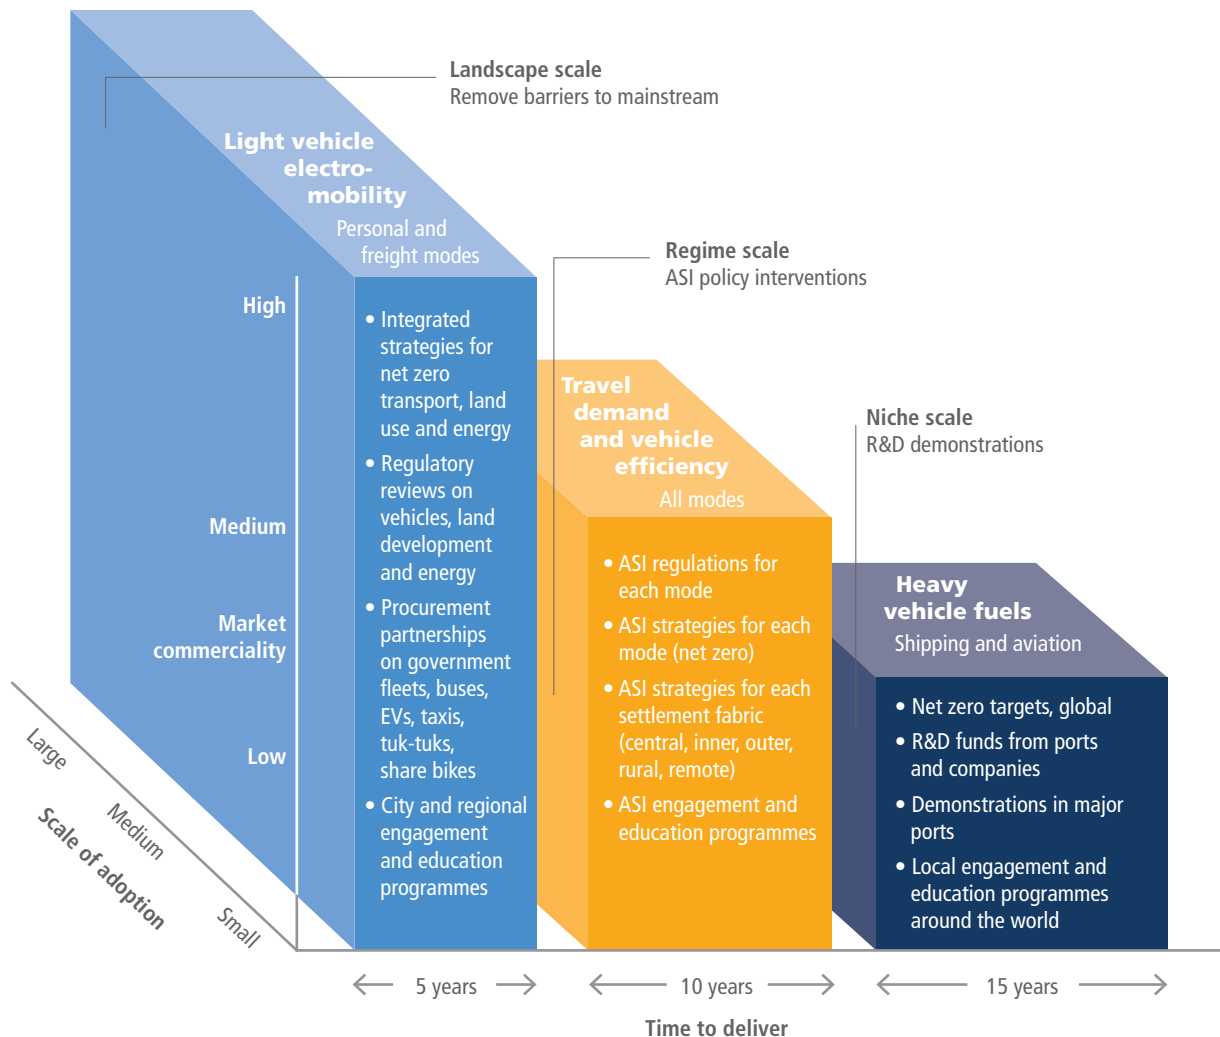 Landscape scale
Remove barriers to mainstream
Light vehicle
electro-
mobility
Personal and
freight modes
Regime scale
ASI policy interventions
High
• Integrated
strategies for
net zero
transport, land
use and energy
• Regulatory
reviews on
vehicles, land
development
and energy
• Procurement
partnerships
on government
fleets, buses,
EVs, taxis,
tuk-tuks,
share bikes
• City and regional
engagement
and education
programmes
Travel
demand
and vehicle
efficiency
All modes
Niche scale
R&D demonstrations
Medium
• ASI regulations for
each mode
• ASI strategies for each
mode (net zero)
• ASI strategies for each
settlement fabric
(central, inner, outer,
rural, remote)
• ASI engagement and
education programmes
Heavy
vehicle fuels
Shipping and aviation
Market
commerciality
• Net zero targets, global
• R&D funds from ports
and companies
• Demonstrations in major
ports
• Local engagement and
education programmes
around the world
Low
Large
Medium
Small
Scale of adoption
5 years
10 years
15 years
Time to deliver